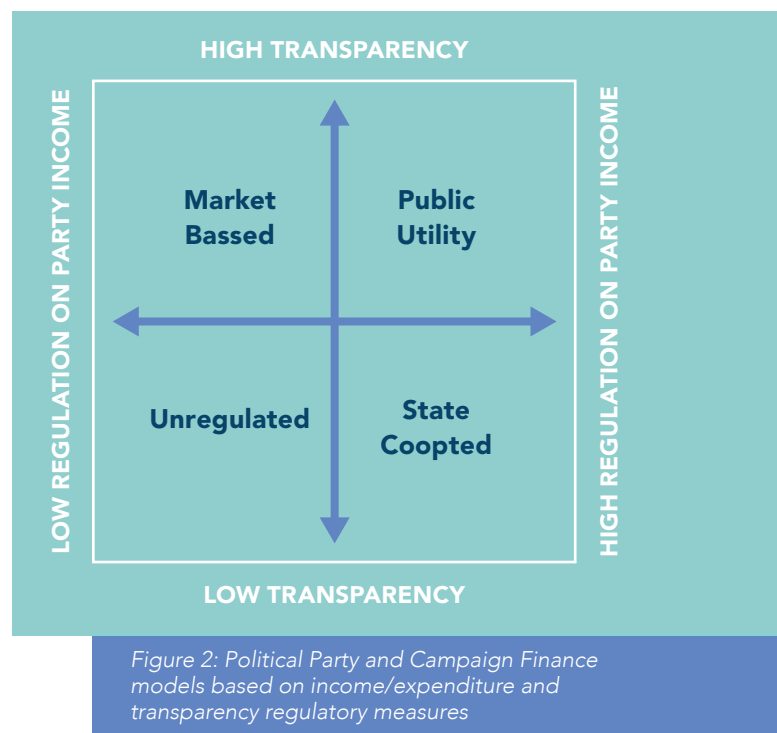 HIGH TRANSPARENCY
LOW REGULATION ON PARTY INCOME
Market
Bassed
Public
Utility
HIGH REGULATION ON PARTY INCOME
Unregulated
State
Coopted
LOW TRANSPARENCY
Figure 2: Political Party and Campaign Finance
models based on income/expenditure and
transparency regulatory measures